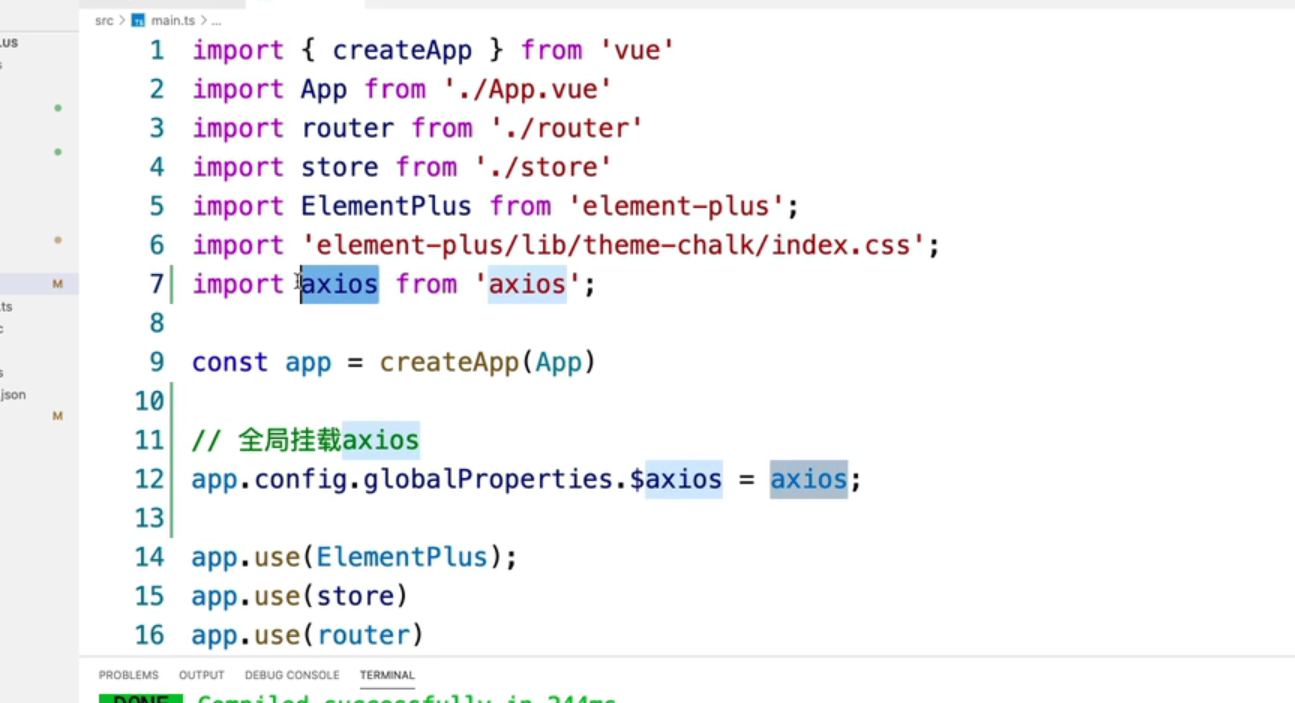 src > main.ts > ...
LUS
1 import { createApp } from 'vue'
2 import App from './App.vue'
3 import router from './router'
4 import store from './store'
5 import ElementPlus from 'element-plus';
6 import 'element-plus/lib/theme-chalk/index.css';
M
7 import axios from 'axios';
.ts
8
9 const app = createApp(App)
json
10
M
11 // 全局挂载axios
12 app.config.globalProperties.$axios = axios;
13
14 app.use(ElementPlus);
15 app.use(store)
16 app.use(router)
PROBLEMS OUTPUT DEBUG CONSOLE TERMINAL
DONE Compiled successfully in 244ms